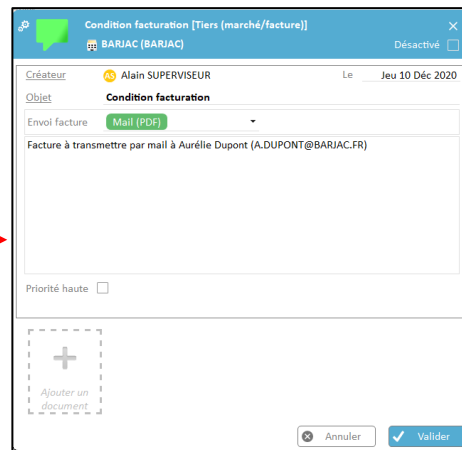 Condition facturation [Tiers (marché/facture)]
BARJAC (BARJAC)
Désactivé
Créateur AS Alain SUPERVISEUR Le Jeu 10 Déc 2020
Objet Condition facturation
Envoi facture Mail (PDF)
Facture à transmettre par mail à Aurélie Dupont (A.DUPONT@BARJAC.FR)
Priorité haute
Ajouter un
document
Annuler Valider